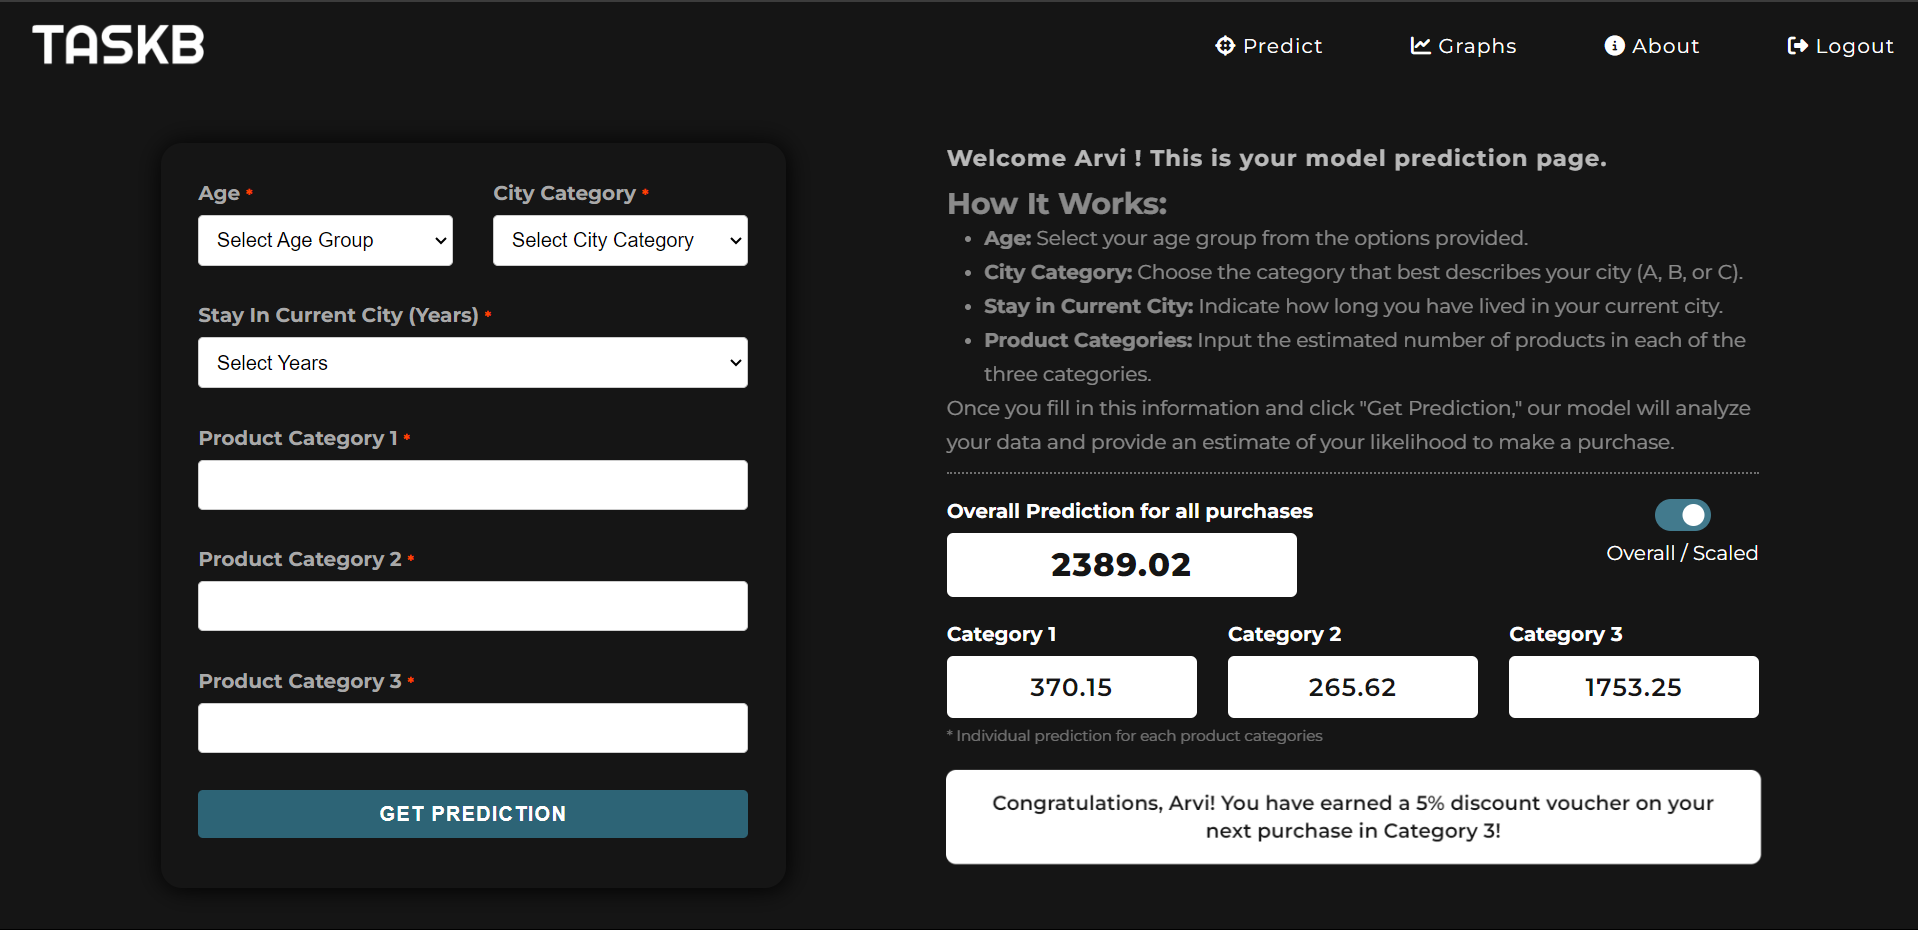 TASKB
Predict
Graphs
About
Logout
Age *
City Category *
Select Age Group
Select City Category
Stay In Current City (Years) *
Select Years
Product Category 1 *
Product Category 2 *
Product Category 3 *
GET PREDICTION
Welcome Arvi ! This is your model prediction page.
How It Works:
• Age: Select your age group from the options provided.
• City Category: Choose the category that best describes your city (A, B, or C).
• Stay in Current City: Indicate how long you have lived in your current city.
• Product Categories: Input the estimated number of products in each of the
three categories.
Once you fill in this information and click "Get Prediction," our model will analyze
your data and provide an estimate of your likelihood to make a purchase.
Overall Prediction for all purchases
2389.02
Overall / Scaled
Category 1
Category 2
Category 3
370.15
265.62
1753.25
* Individual prediction for each product categories
Congratulations, Arvi! You have earned a 5% discount voucher on your
next purchase in Category 3!